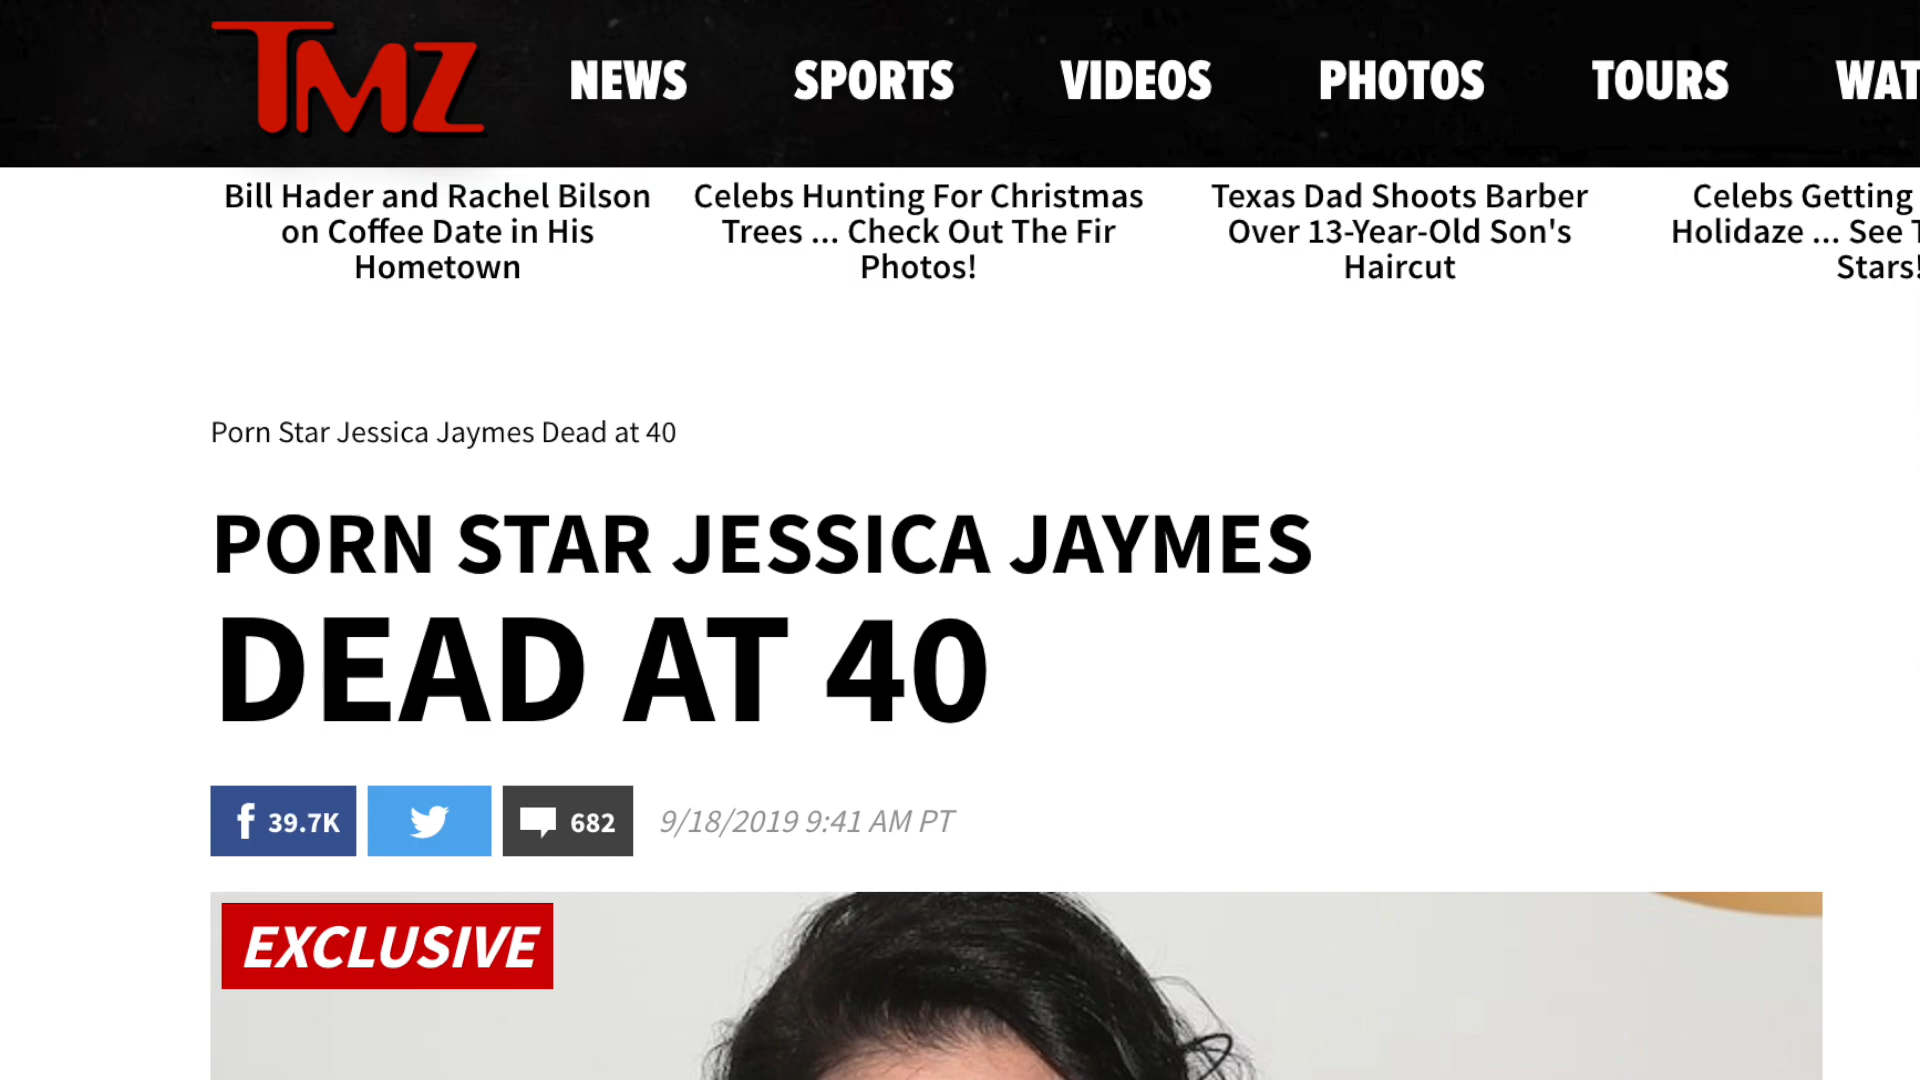 TMZ NEWS SPORTS VIDEOS PHOTOS TOURS WAT
Bill Hader and Rachel Bilson
on Coffee Date in His
Hometown
Celebs Hunting For Christmas
Trees ... Check Out The Fir
Photos!
Texas Dad Shoots Barber
Over 13-Year-Old Son's
Haircut
Celebs Getting
Holidaze ... See T
Stars!
Porn Star Jessica Jaymes Dead at 40
PORN STAR JESSICA JAYMES
DEAD AT 40
f 39.7K 682 9/18/2019 9:41 AM PT
EXCLUSIVE